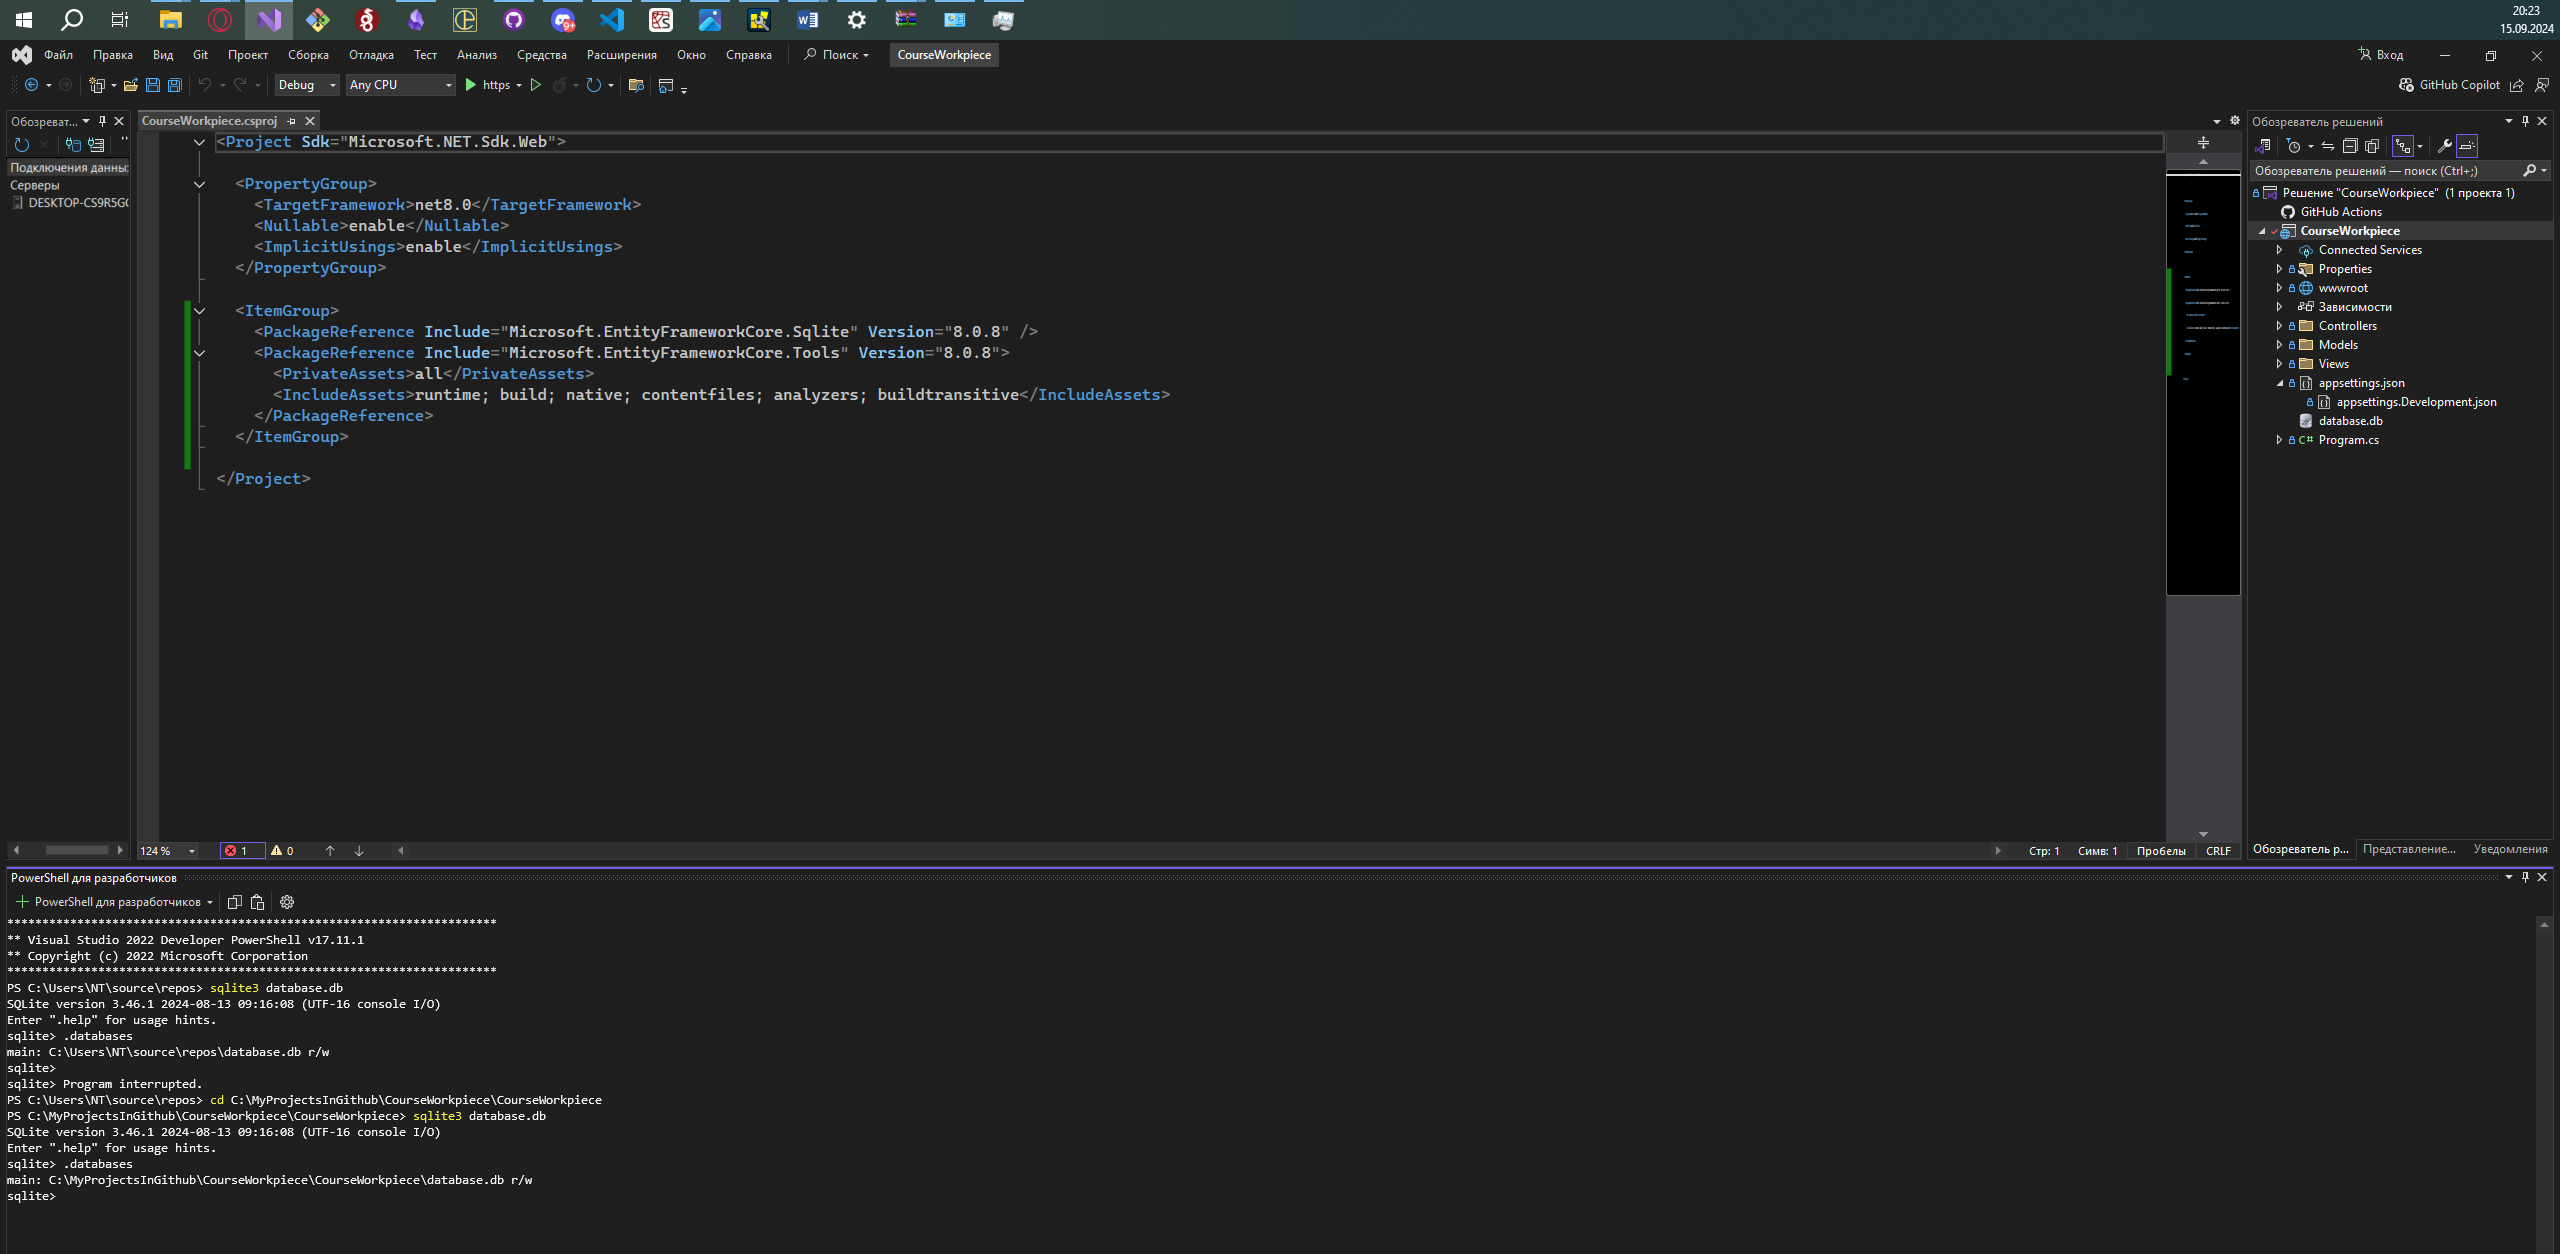 20:23
15.09.2024
Файл Правка Вид Git Проект Сборка Отладка Тест Анализ Средства Расширения Окно Справка Поиск CourseWorkpiece Вход
Debug Any CPU https GitHub Copilot
Обозреват...
Подключения данны
Серверы
DESKTOP-CS9R5G
CourseWorkpiece.csproj
<Project Sdk="Microsoft.NET.Sdk.Web">
<PropertyGroup>
<TargetFramework>net8.0</TargetFramework>
<Nullable>enable</Nullable>
<ImplicitUsings>enable</ImplicitUsings>
</PropertyGroup>
<ItemGroup>
<PackageReference Include="Microsoft.EntityFrameworkCore.Sqlite" Version="8.0.8" />
<PackageReference Include="Microsoft.EntityFrameworkCore.Tools" Version="8.0.8">
<PrivateAssets>all</PrivateAssets>
<IncludeAssets>runtime; build; native; contentfiles; analyzers; buildtransitive</IncludeAssets>
</PackageReference>
</ItemGroup>
</Project>
124 % 1 0 Стр: 1 Симв: 1 Пробелы CRLF
Обозреватель решений
Обозреватель решений — поиск (Ctrl+;)
Решение "CourseWorkpiece" (1 проекта 1)
GitHub Actions
CourseWorkpiece
Connected Services
Properties
wwwroot
Зависимости
Controllers
Models
Views
appsettings.json
appsettings.Development.json
database.db
C# Program.cs
Обозреватель р... Представление... Уведомления
PowerShell для разработчиков
PowerShell для разработчиков
**********************************************************************
** Visual Studio 2022 Developer PowerShell v17.11.1
** Copyright (c) 2022 Microsoft Corporation
**********************************************************************
PS C:\Users\NT\source\repos> sqlite3 database.db
SQLite version 3.46.1 2024-08-13 09:16:08 (UTF-16 console I/O)
Enter ".help" for usage hints.
sqlite> .databases
main: C:\Users\NT\source\repos\database.db r/w
sqlite>
sqlite> Program interrupted.
PS C:\Users\NT\source\repos> cd C:\MyProjectsInGithub\CourseWorkpiece\CourseWorkpiece
PS C:\MyProjectsInGithub\CourseWorkpiece\CourseWorkpiece> sqlite3 database.db
SQLite version 3.46.1 2024-08-13 09:16:08 (UTF-16 console I/O)
Enter ".help" for usage hints.
sqlite> .databases
main: C:\MyProjectsInGithub\CourseWorkpiece\CourseWorkpiece\database.db r/w
sqlite>